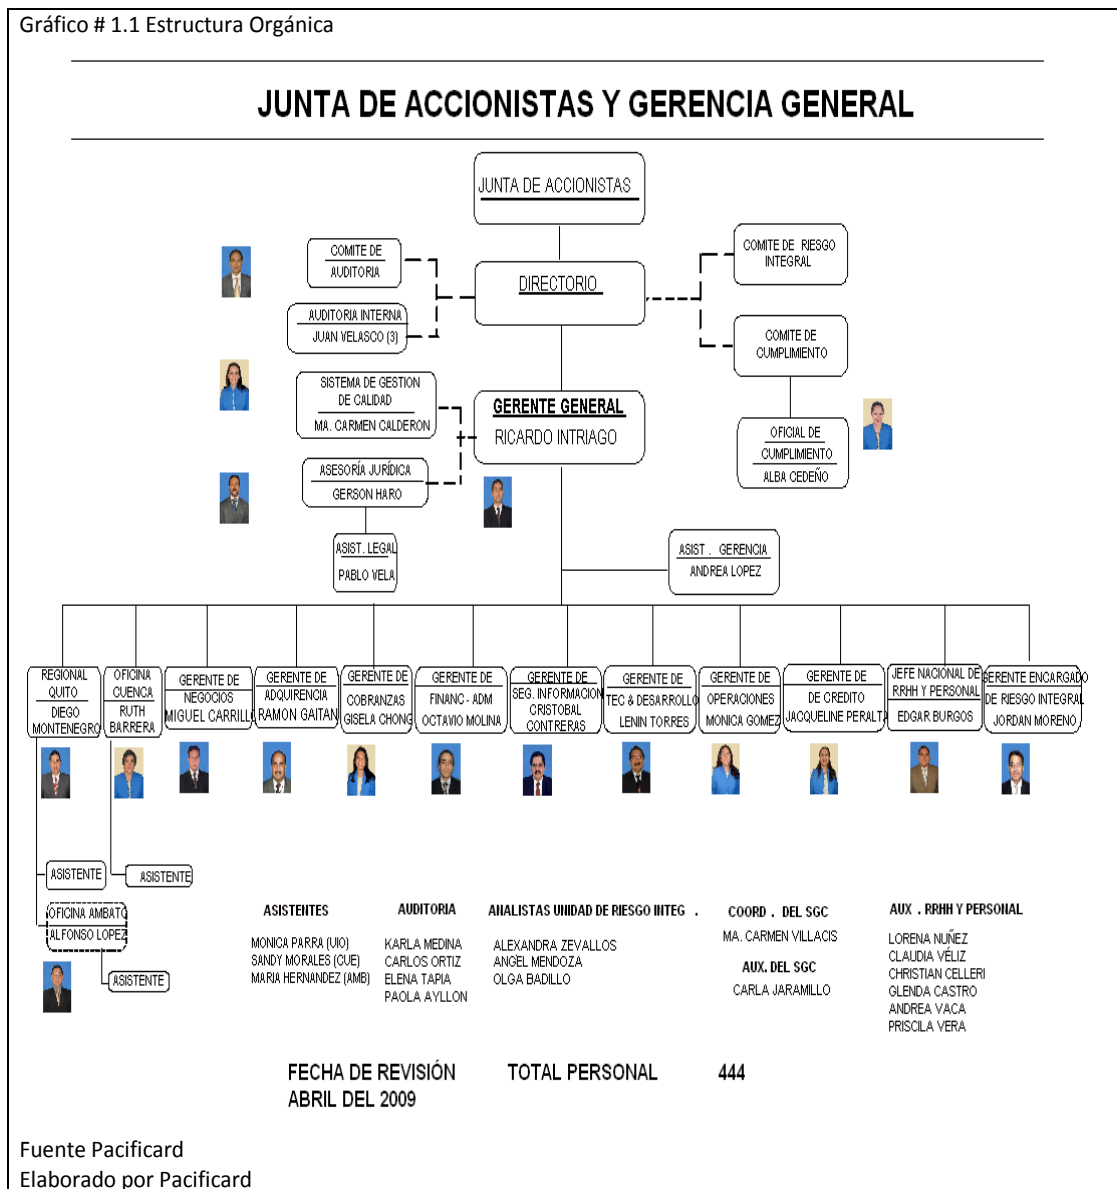 Gráfico # 1.1 Estructura Orgánica
JUNTA DE ACCIONISTAS Y GERENCIA GENERAL
JUNTA DE ACCIONISTAS
COMITE DE
AUDITORIA
DIRECTORIO
COMITE DE RIESGO
INTEGRAL
AUDITORIA INTERNA
JUAN VELASCO (3)
COMITE DE
CUMPLIMIENTO
SISTEMA DE GESTION
DE CALIDAD
MA. CARMEN CALDERON
GERENTE GENERAL
RICARDO INTRIAGO
OFICIAL DE
CUMPLIMIENTO
ALBA CEDEÑO
ASESORÍA JURÍDICA
GERSON HARO
ASIST. LEGAL
PABLO VELA
ASIST . GERENCIA
ANDREA LOPEZ
REGIONAL
QUITO
DIEGO
MONTENEGRO
OFICINA
CUENCA
RUTH
BARRERA
GERENTE DE
NEGOCIOS
MIGUEL CARRILLO
GERENTE DE
ADQUIRENCIA
RAMON GAITAN
GERENTE DE
COBRANZAS
GISELA CHONG
GERENTE DE
FINANC - ADM
OCTAVIO MOLINA
GERENTE DE
SEG. INFORMACION
CRISTOBAL
CONTRERAS
GERENTE DE
TEC & DESARROLLO
LENIN TORRES
GERENTE DE
OPERACIONES
MONICA GOMEZ
GERENTE DE
DE CREDITO
JACQUELINE PERALTA
JEFE NACIONAL DE
RRHH Y PERSONAL
EDGAR BURGOS
GERENTE ENCARGADO
DE RIESGO INTEGRAL
JORDAN MORENO
ASISTENTE
ASISTENTE
OFICINA AMBATO
ALFONSO LOPEZ
ASISTENTE
ASISTENTES
MONICA PARRA (UIO)
SANDY MORALES (CUE)
MARIA HERNANDEZ (AMB)
AUDITORIA
KARLA MEDINA
CARLOS ORTIZ
ELENA TAPIA
PAOLA AYLLON
ANALISTAS UNIDAD DE RIESGO INTEG .
ALEXANDRA ZEVALLOS
ANGEL MENDOZA
OLGA BADILLO
COORD . DEL SGC
MA. CARMEN VILLACIS
AUX. DEL SGC
CARLA JARAMILLO
AUX . RRHH Y PERSONAL
LORENA NUÑEZ
CLAUDIA VÉLIZ
CHRISTIAN CELLERI
GLENDA CASTRO
ANDREA VACA
PRISCILA VERA
FECHA DE REVISIÓN TOTAL PERSONAL 444
ABRIL DEL 2009
Fuente Pacificard
Elaborado por Pacificard